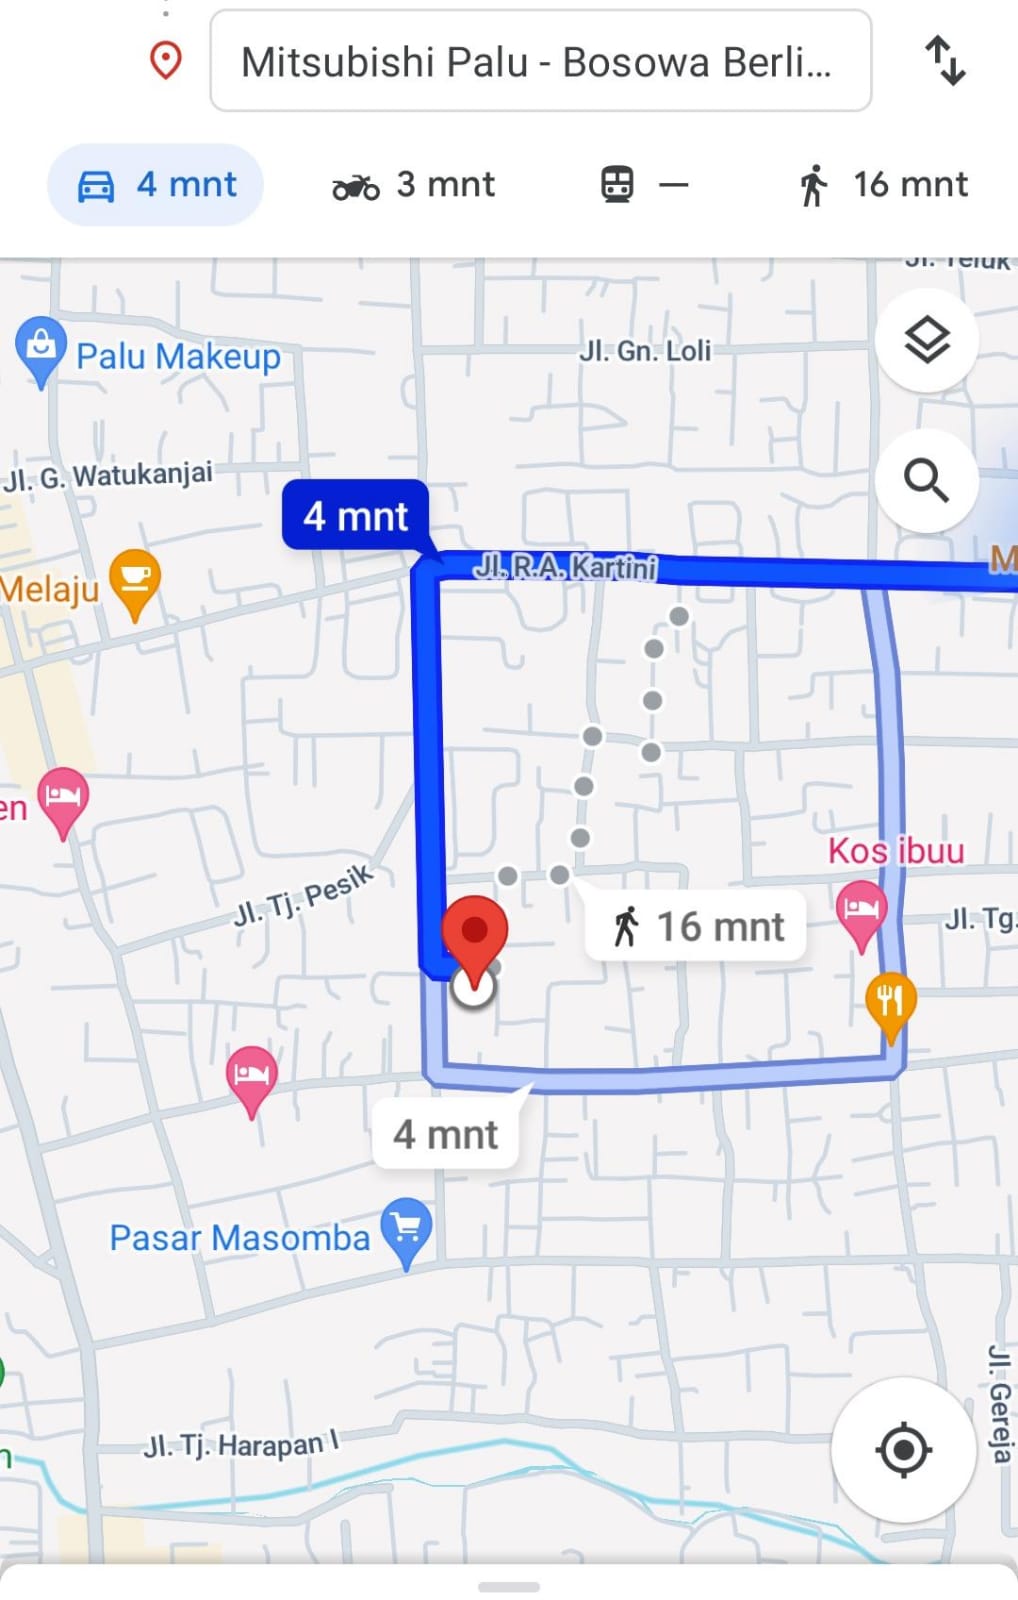 Mitsubishi Palu - Bosowa Berli...
4 mnt
3 mnt
—
16 mnt
Jl. Teluk
Jl. Gn. Loli
Palu Makeup
Jl. G. Watukanjai
4 mnt
Jl. R.A. Kartini
M
Melaju
en
Kos ibuu
Jl. Tj. Pesik
16 mnt
Jl. Tg.
4 mnt
Pasar Masomba
Jl. Gereja
Jl. Tj. Harapan I
n